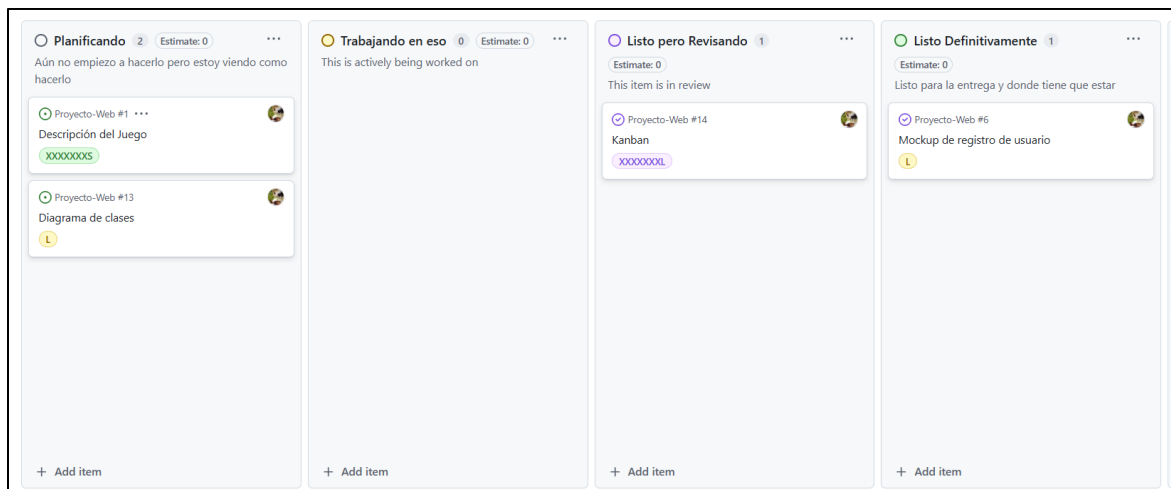 Planificando 2 Estimate: 0
Aún no empiezo a hacerlo pero estoy viendo como
hacerlo
Proyecto-Web #1
Descripción del Juego
XXXXXXXS
Proyecto-Web #13
Diagrama de clases
L
+ Add item
Trabajando en eso 0 Estimate: 0
This is actively being worked on
+ Add item
Listo pero Revisando 1
Estimate: 0
This item is in review
Proyecto-Web #14
Kanban
XXXXXXXL
+ Add item
Listo Definitivamente 1
Estimate: 0
Listo para la entrega y donde tiene que estar
Proyecto-Web #6
Mockup de registro de usuario
L
+ Add item